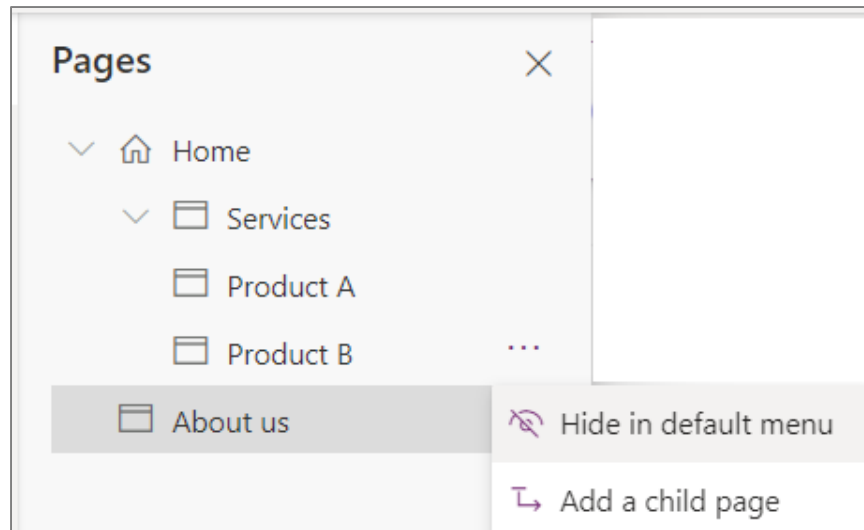 Pages
Home
Services
Product A
Product B
About us
Hide in default menu
Add a child page